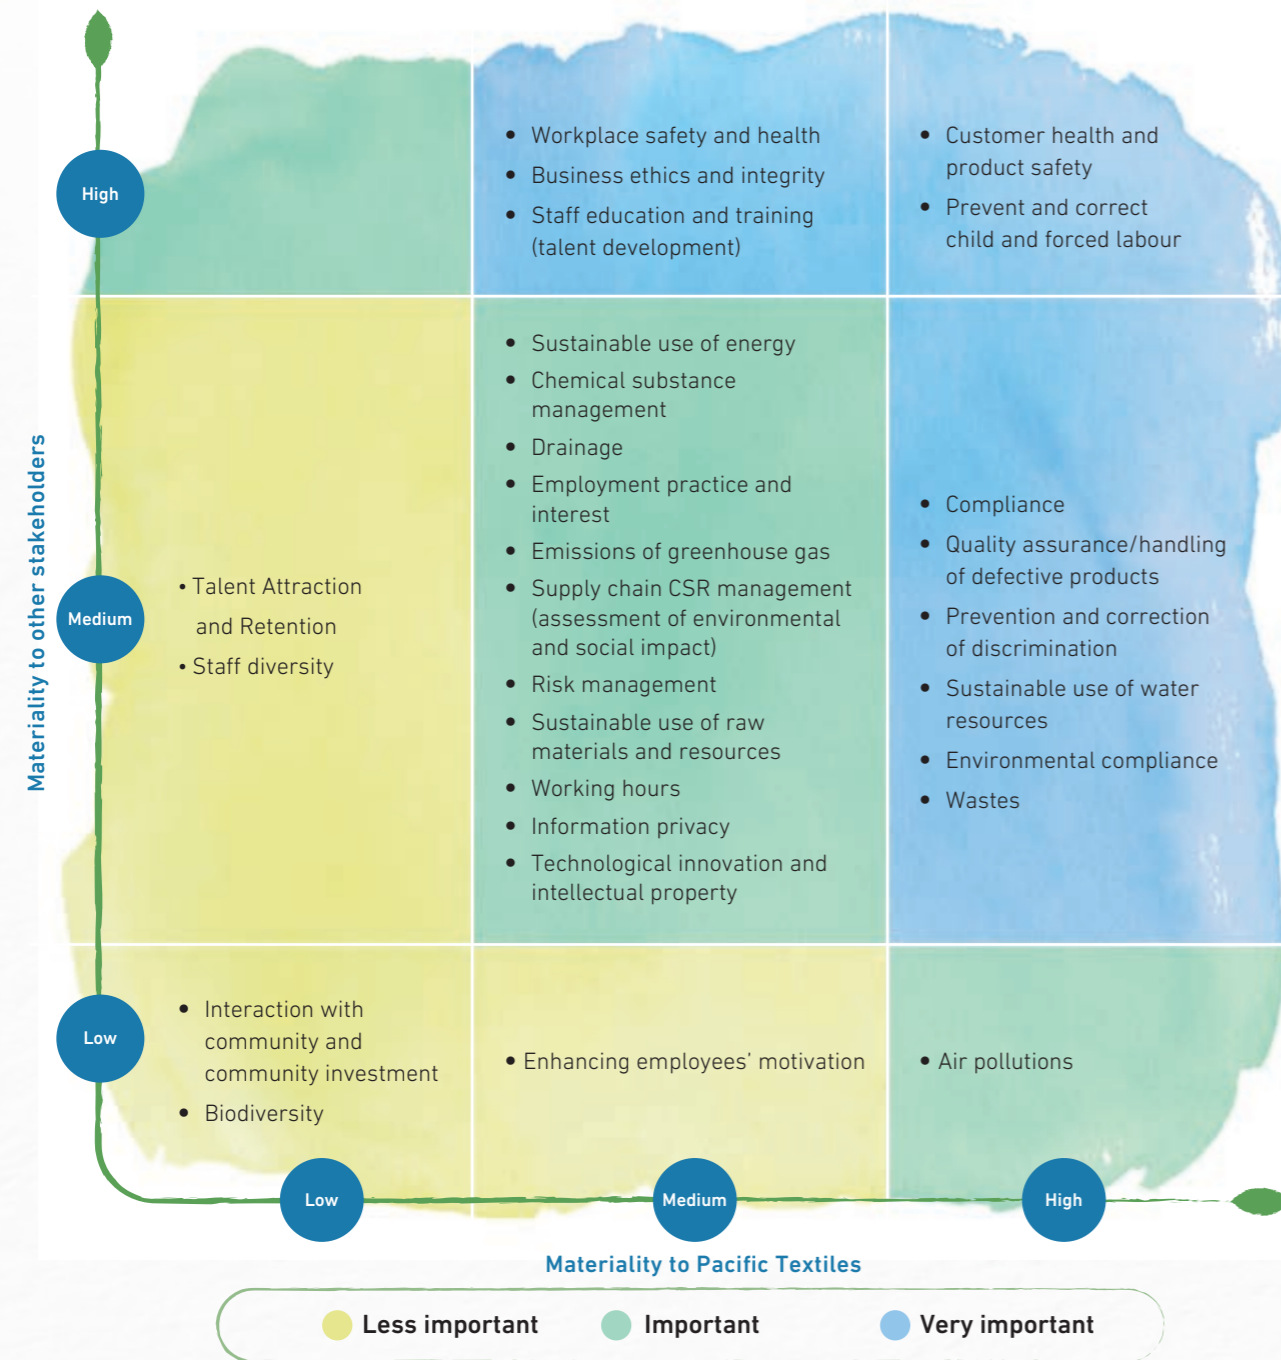 High
• Workplace safety and health
• Business ethics and integrity
• Staff education and training
(talent development)
• Customer health and
product safety
• Prevent and correct
child and forced labour
Materiality to other stakeholders
Medium
• Talent Attraction
and Retention
• Staff diversity
• Sustainable use of energy
• Chemical substance
management
• Drainage
• Employment practice and
interest
• Emissions of greenhouse gas
• Supply chain CSR management
(assessment of environmental
and social impact)
• Risk management
• Sustainable use of raw
materials and resources
• Working hours
• Information privacy
• Technological innovation and
intellectual property
• Compliance
• Quality assurance/handling
of defective products
• Prevention and correction
of discrimination
• Sustainable use of water
resources
• Environmental compliance
• Wastes
Low
• Interaction with
community and
community investment
• Biodiversity
• Enhancing employees' motivation
• Air pollutions
Low
Medium
High
Materiality to Pacific Textiles
Less important
Important
Very important